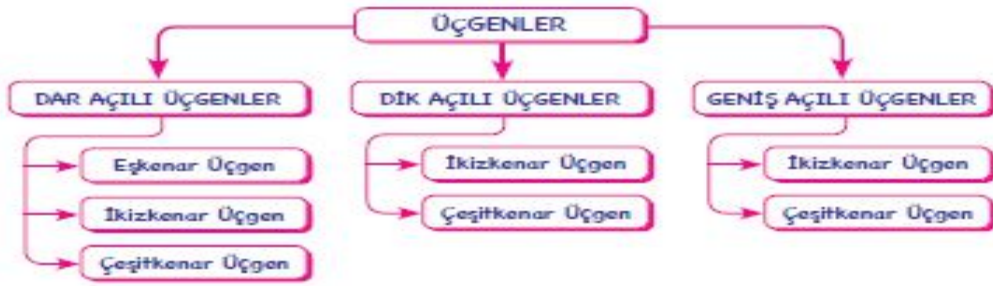 ÜÇGENLER
DAR AÇILI ÜÇGENLER
Eşkenar Üçgen
İkizkenar Üçgen
Çeşitkenar Üçgen
DİK AÇILI ÜÇGENLER
İkizkenar Üçgen
Çeşitkenar Üçgen
GENİŞ AÇILI ÜÇGENLER
İkizkenar Üçgen
Çeşitkenar Üçgen